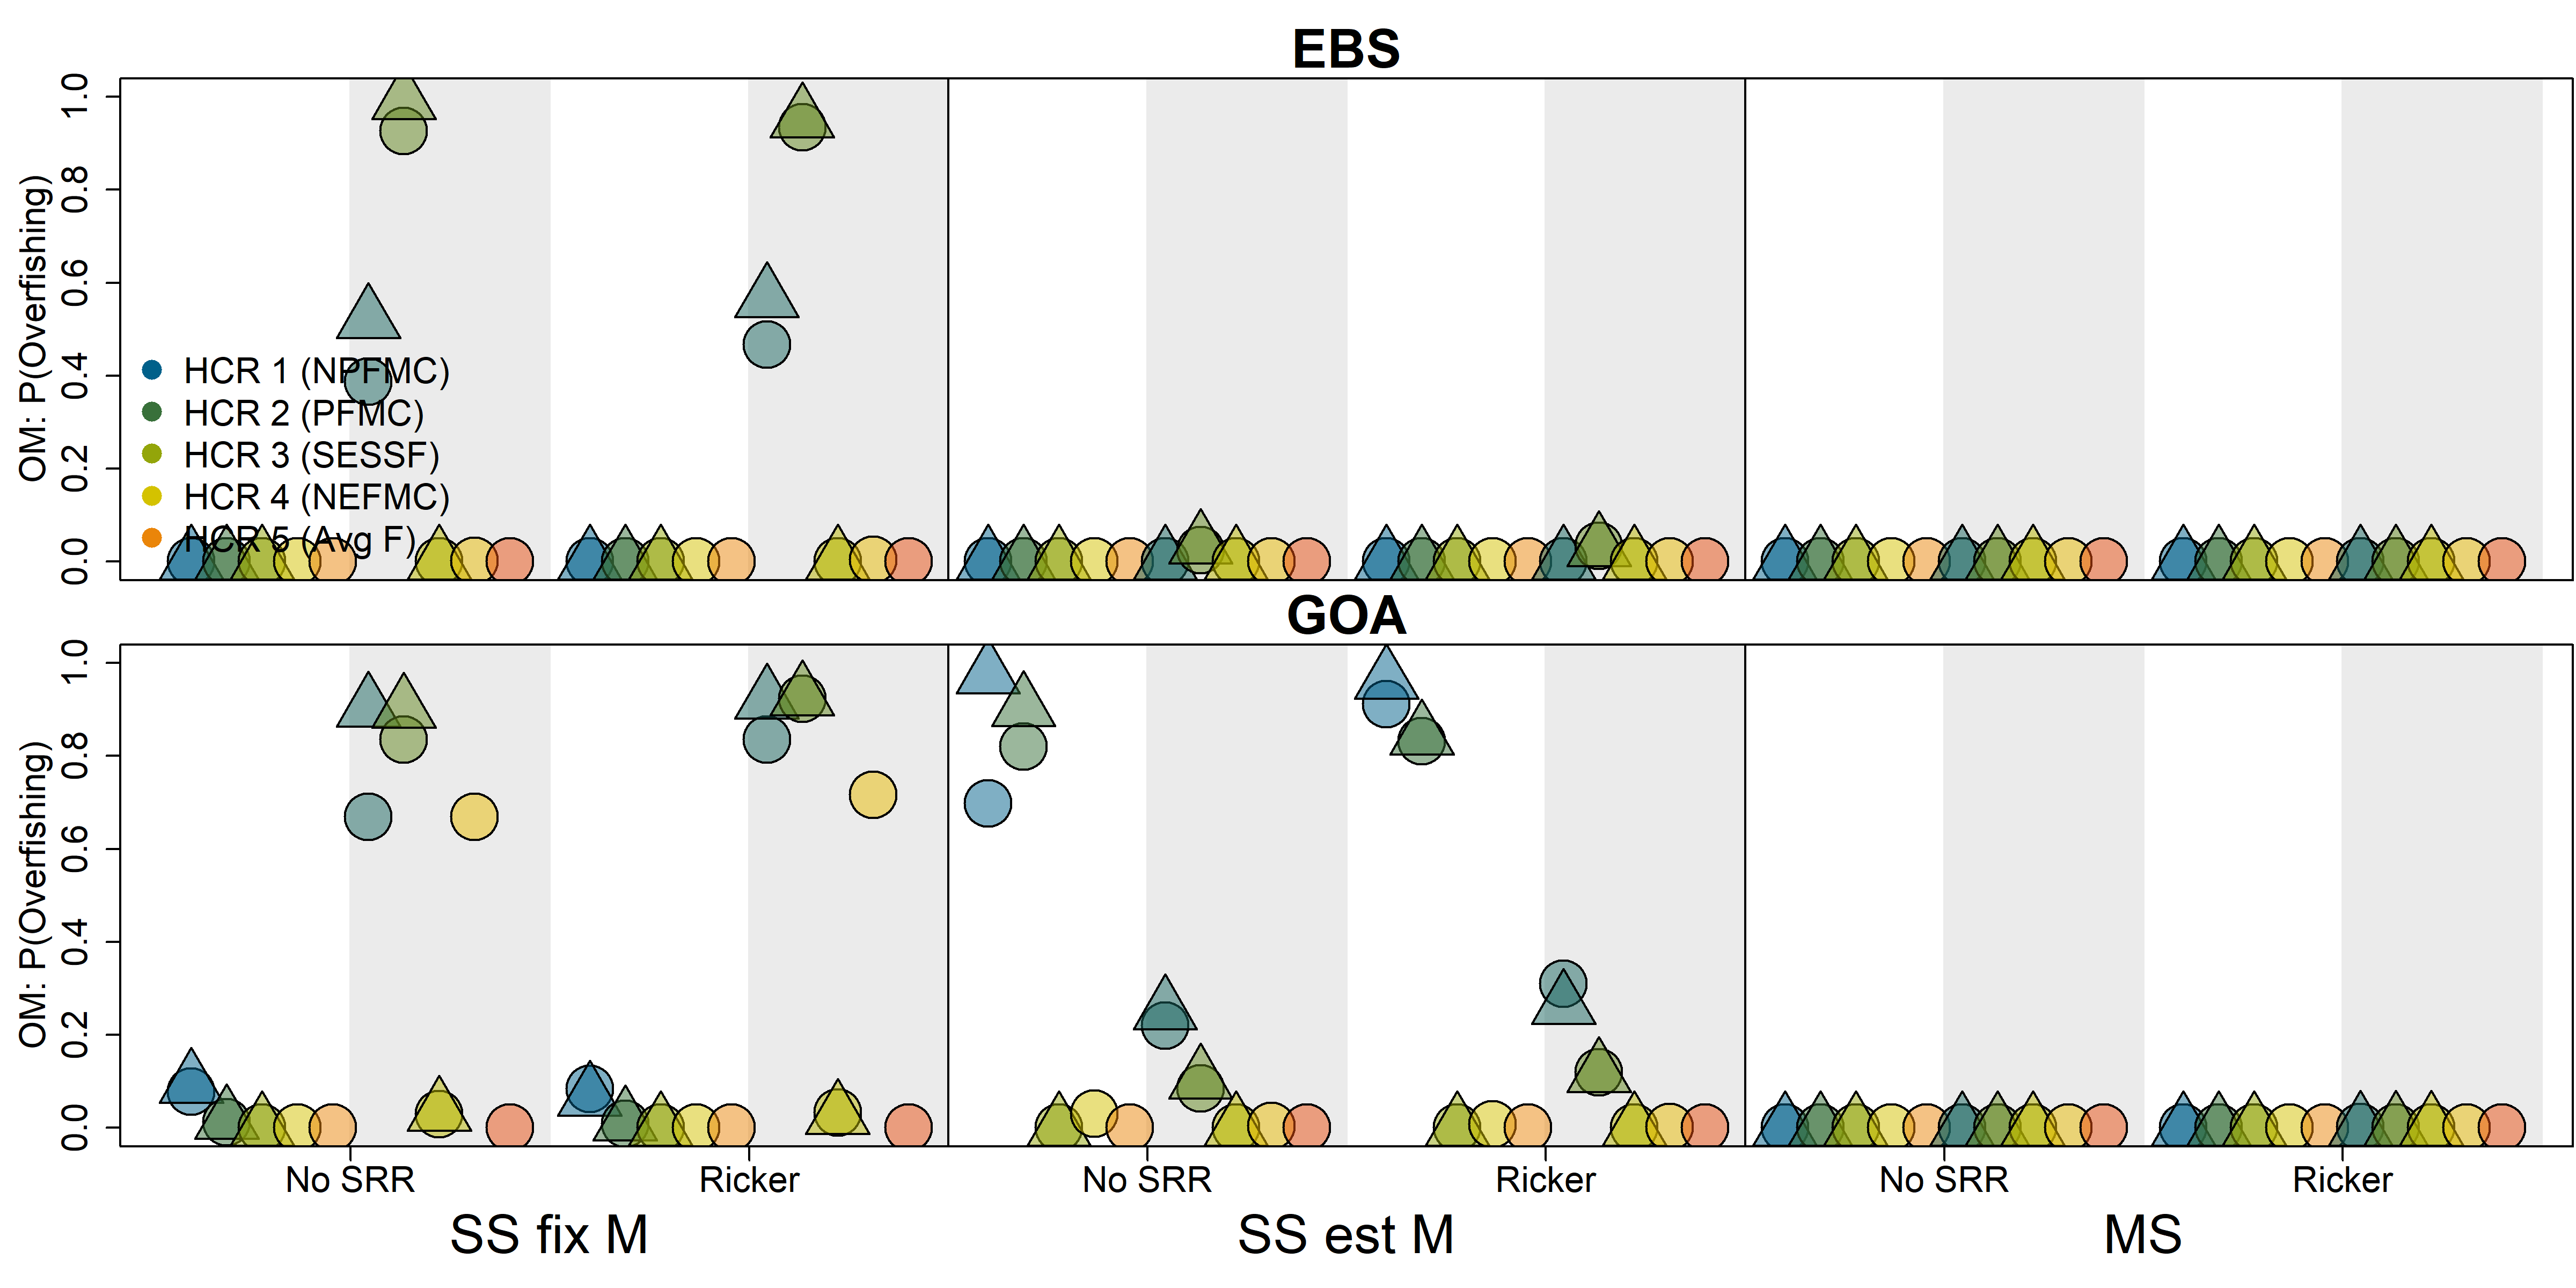 EBS
OM: P(Overfishing)
1.0
0.8
0.6
0.4
0.2
0.0
HCR 1 (NPFMC)
HCR 2 (PFMC)
HCR 3 (SESSF)
HCR 4 (NEFMC)
HCR 5 (Avg F)
GOA
OM: P(Overfishing)
1.0
0.8
0.6
0.4
0.2
0.0
No SRR Ricker No SRR Ricker No SRR Ricker
SS fix M SS est M MS